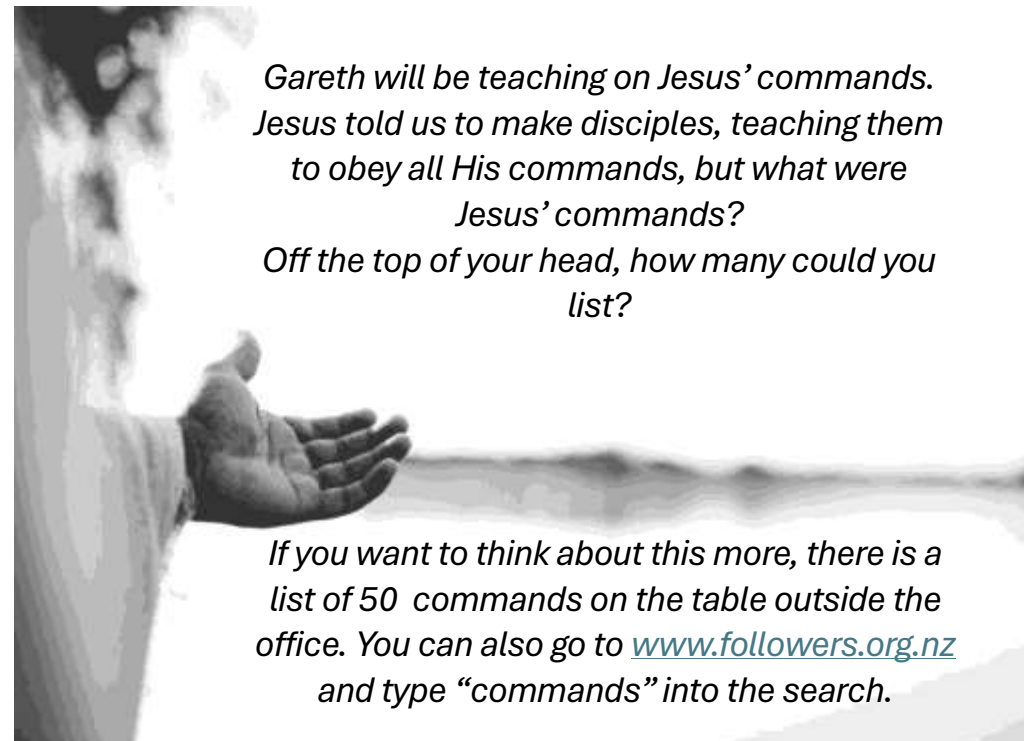 Gareth will be teaching on Jesus’ commands.
Jesus told us to make disciples, teaching them
to obey all His commands, but what were
Jesus’ commands?
Off the top of your head, how many could you
list?
If you want to think about this more, there is a
list of 50  commands on the table outside the
office. You can also go to www.followers.org.nz
and type “commands” into the search.